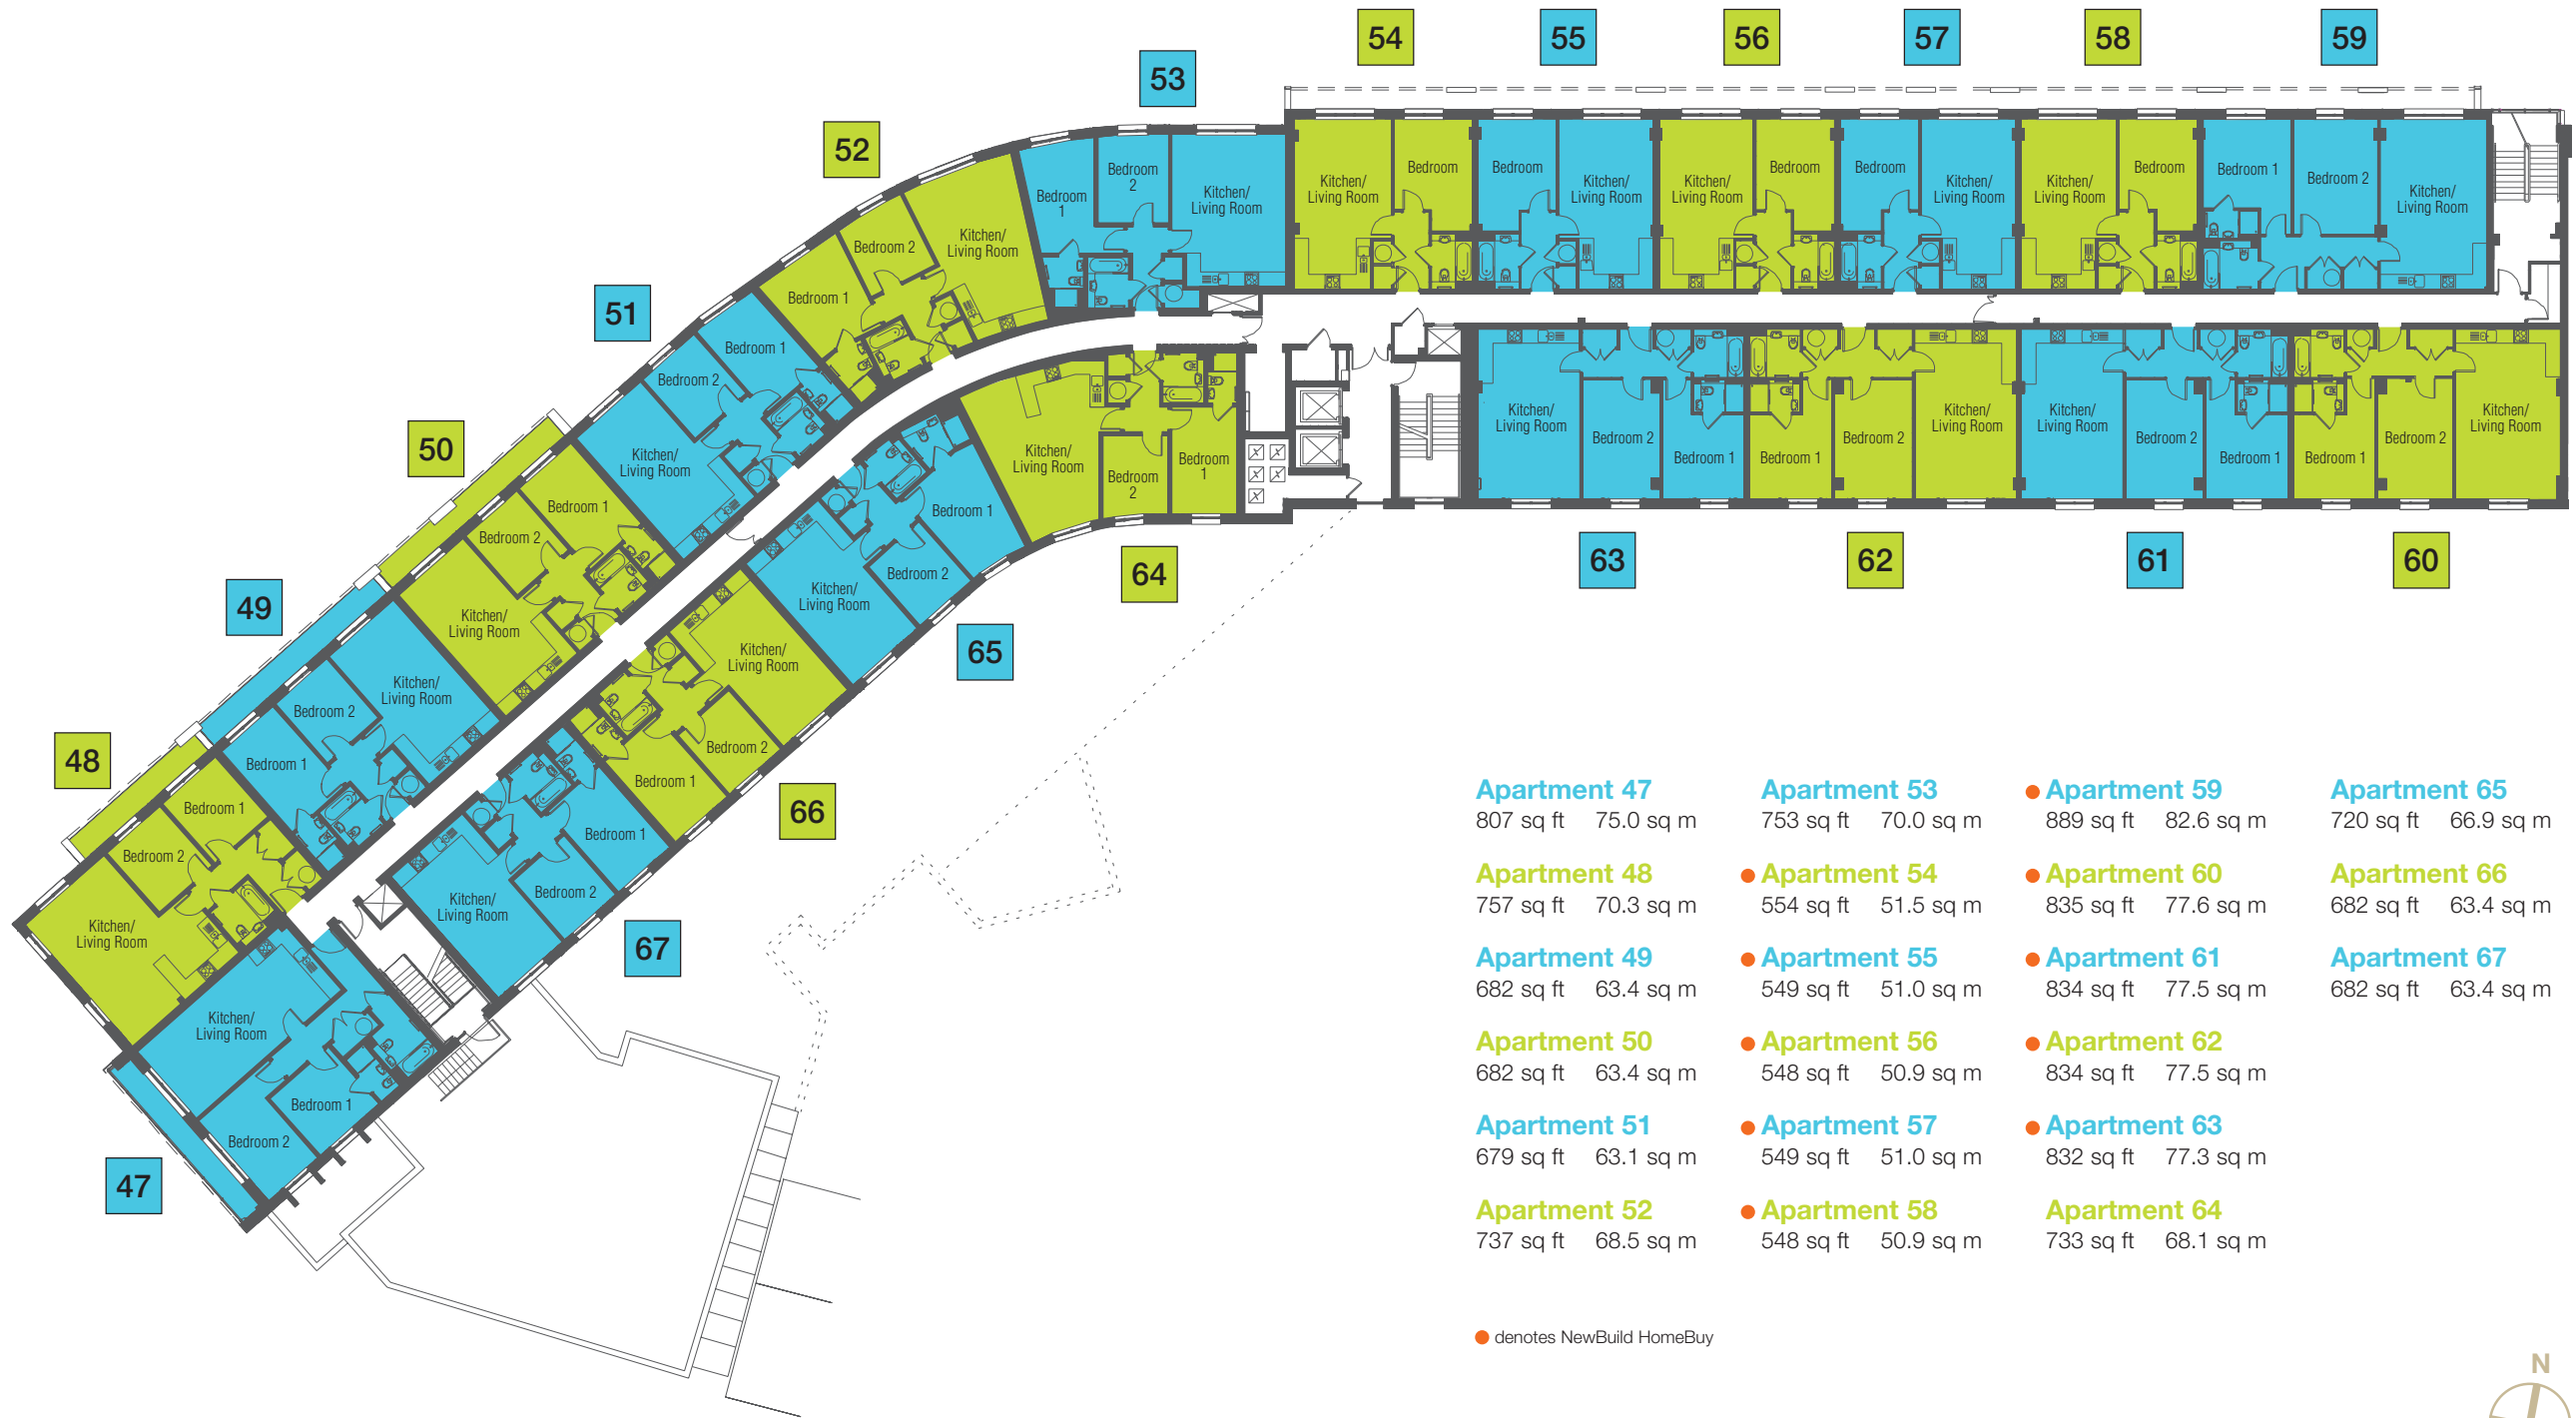 54
55
56
57
58
59
53
52
51
50
49
48
47
63
62
61
60
64
65
66
67
Kitchen/
Living Room
Bedroom
Bedroom
Kitchen/
Living Room
Kitchen/
Living Room
Bedroom
Bedroom
Kitchen/
Living Room
Kitchen/
Living Room
Bedroom
Bedroom 1
Bedroom 2
Kitchen/
Living Room
Bedroom
1
Bedroom
2
Kitchen/
Living Room
Bedroom 1
Bedroom 2
Kitchen/
Living Room
Bedroom 1
Bedroom 2
Kitchen/
Living Room
Bedroom 1
Bedroom 2
Kitchen/
Living Room
Kitchen/
Living Room
Bedroom 2
Bedroom 1
Bedroom 1
Bedroom 2
Kitchen/
Living Room
Kitchen/
Living Room
Bedroom 1
Bedroom 2
Kitchen/
Living Room
Bedroom 2
Bedroom 1
Bedroom 1
Bedroom 2
Kitchen/
Living Room
Kitchen/
Living Room
Bedroom 2
Bedroom 1
Bedroom 1
Bedroom 2
Kitchen/
Living Room
Kitchen/
Living Room
Bedroom
2
Bedroom
1
Bedroom 1
Bedroom 2
Kitchen/
Living Room
Kitchen/
Living Room
Bedroom 2
Bedroom 1
Bedroom 1
Bedroom 2
Kitchen/
Living Room
Apartment 47
807 sq ft 75.0 sq m
Apartment 48
757 sq ft 70.3 sq m
Apartment 49
682 sq ft 63.4 sq m
Apartment 50
682 sq ft 63.4 sq m
Apartment 51
679 sq ft 63.1 sq m
Apartment 52
737 sq ft 68.5 sq m
Apartment 53
753 sq ft 70.0 sq m
Apartment 54
554 sq ft 51.5 sq m
Apartment 55
549 sq ft 51.0 sq m
Apartment 56
548 sq ft 50.9 sq m
Apartment 57
549 sq ft 51.0 sq m
Apartment 58
548 sq ft 50.9 sq m
Apartment 59
889 sq ft 82.6 sq m
Apartment 60
835 sq ft 77.6 sq m
Apartment 61
834 sq ft 77.5 sq m
Apartment 62
834 sq ft 77.5 sq m
Apartment 63
832 sq ft 77.3 sq m
Apartment 64
733 sq ft 68.1 sq m
Apartment 65
720 sq ft 66.9 sq m
Apartment 66
682 sq ft 63.4 sq m
Apartment 67
682 sq ft 63.4 sq m
denotes NewBuild HomeBuy
N